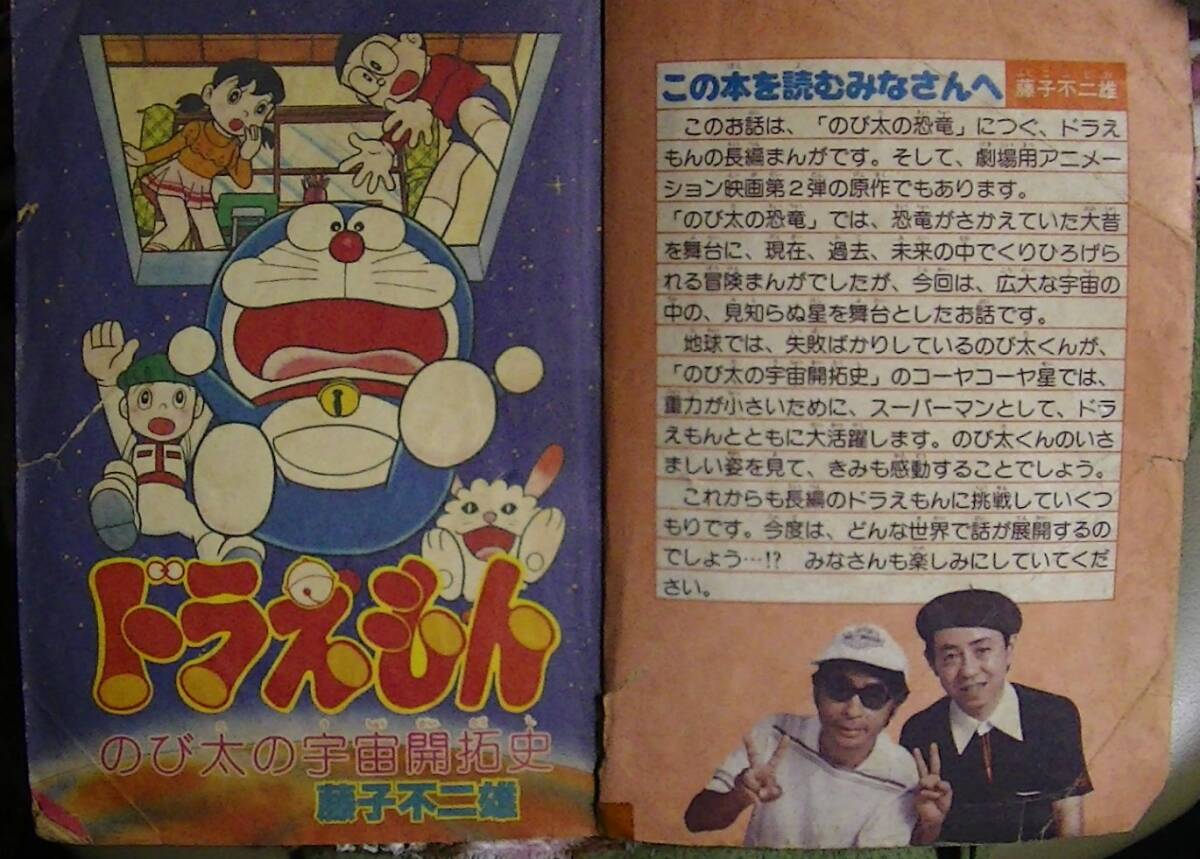 ドラえもん
のび太の宇宙開拓史
藤子不二雄
この本を読むみなさんへ
藤子不二雄
このお話は、「のび太の恐竜」につぐ、ドラえ
もんの長編まんがです。そして、劇場用アニメー
ション映画第2弾の原作でもあります。
「のび太の恐竜」では、恐竜がさかえていた大昔
を舞台に、現在、過去、未来の中でくりひろげら
れる冒険まんがでしたが、今回は、広大な宇宙の
中の、見知らぬ星を舞台としたお話です。
地球では、失敗ばかりしているのび太くんが、
「のび太の宇宙開拓史」のコーヤコーヤ星では、
重力が小さいために、スーパーマンとして、ドラ
えもんとともに大活躍します。のび太くんのいさ
ましい姿を見て、きみも感動することでしょう。
これからも長編のドラえもんに挑戦していくつ
もりです。今度は、どんな世界で話が展開するの
でしょう…!? みなさんも楽しみにしていてくだ
さい。